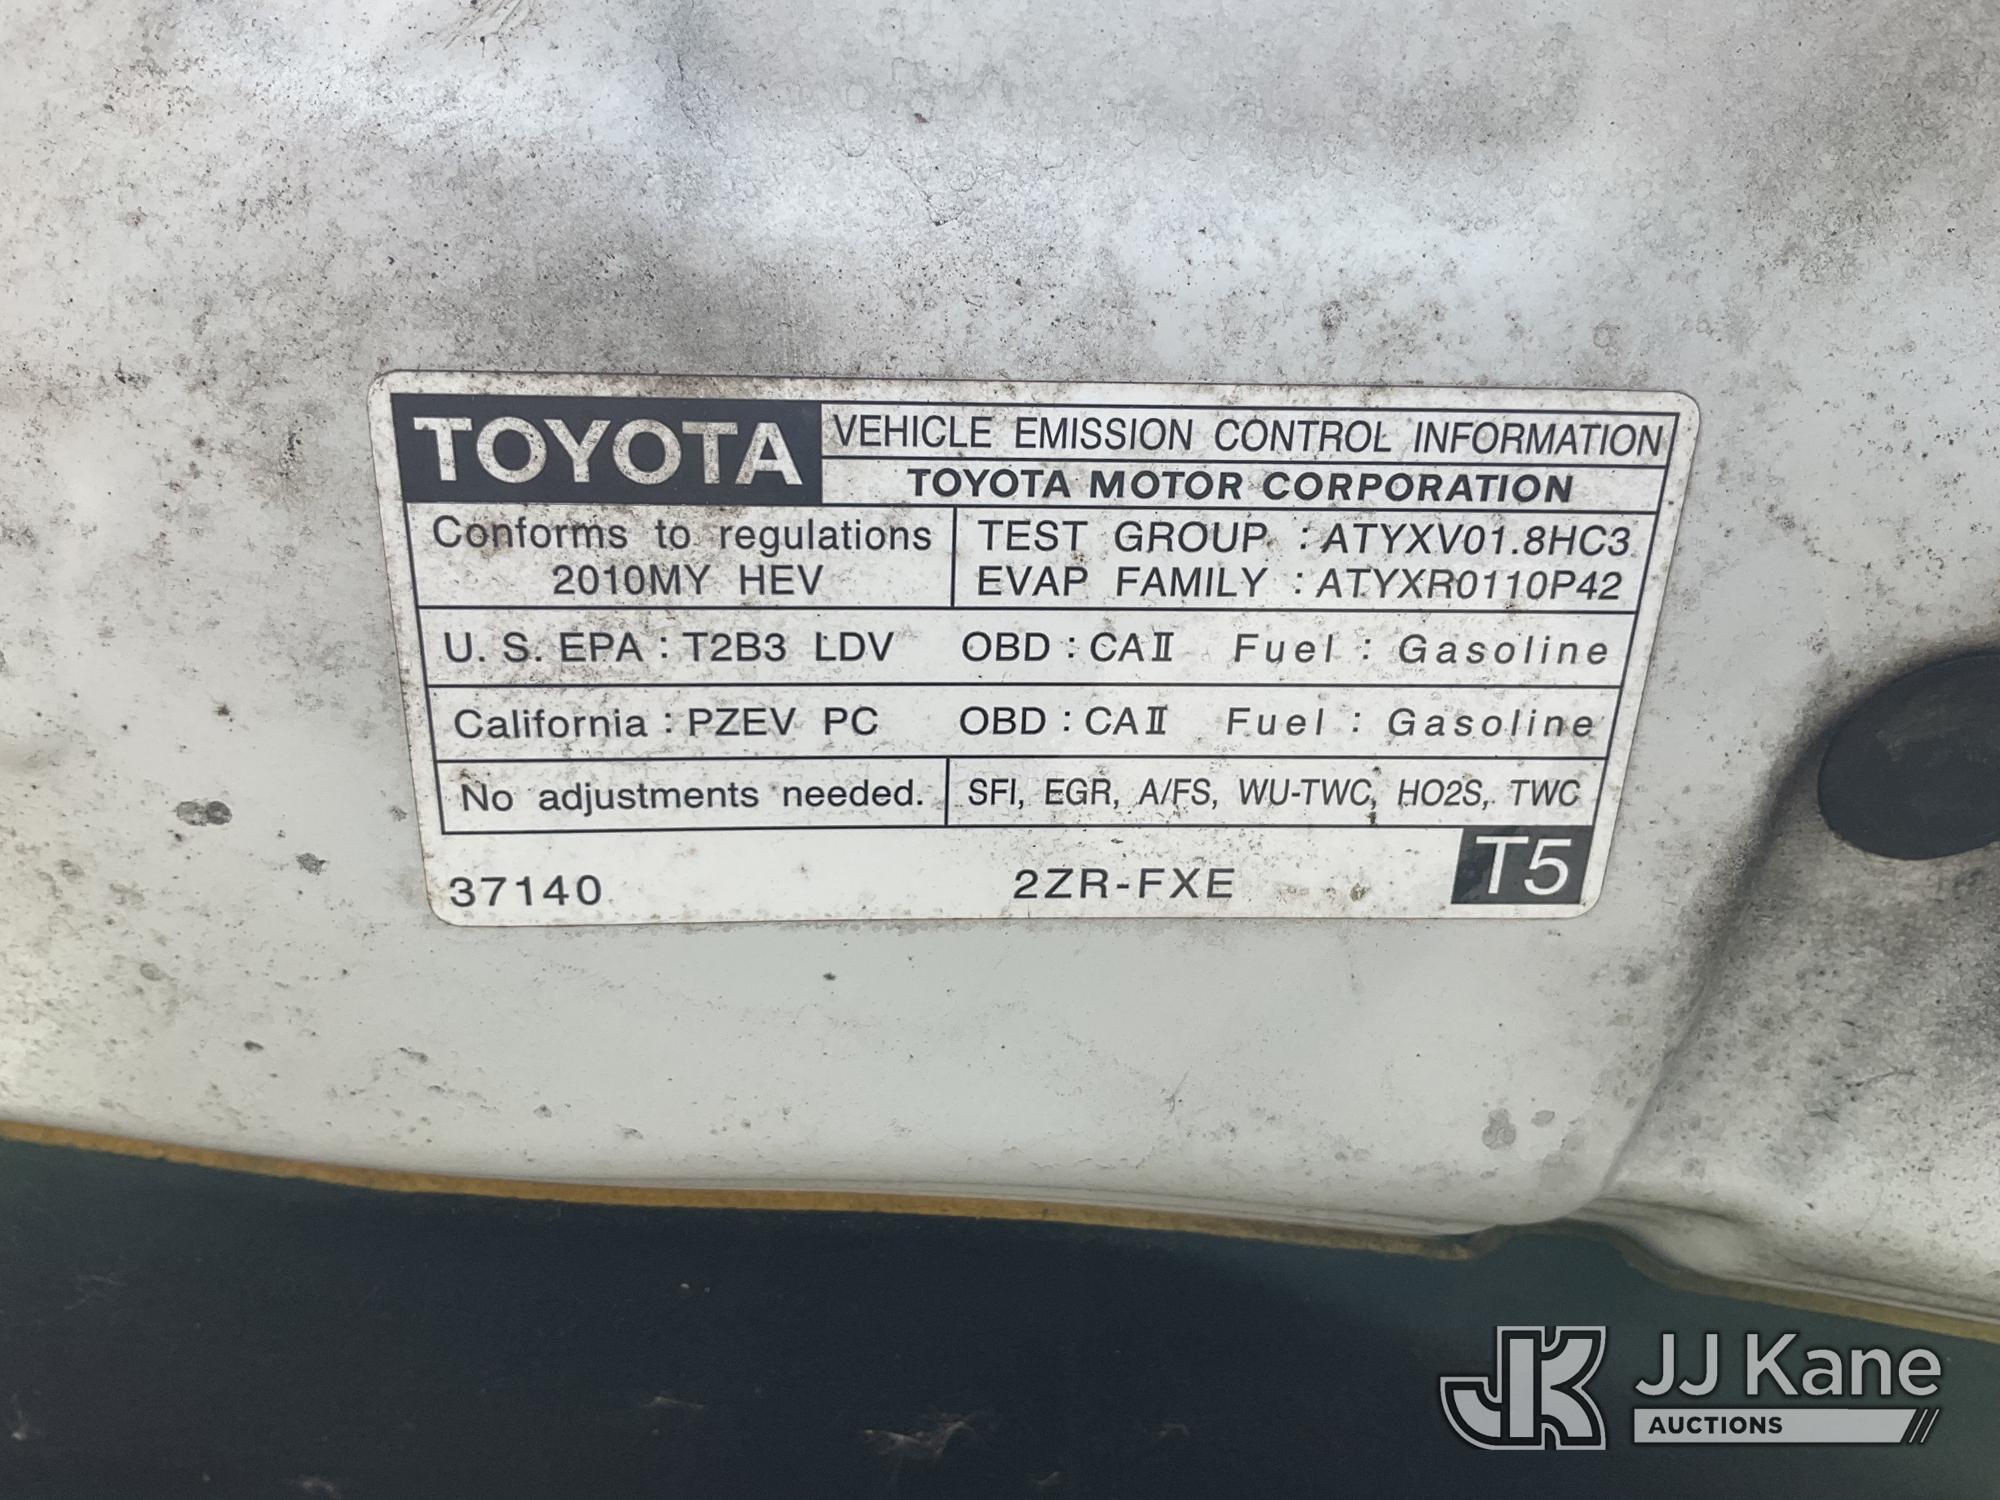 TOYOTA VEHICLE EMISSION CONTROL INFORMATION
TOYOTA MOTOR CORPORATION
Conforms to regulations
2010MY HEV
TEST GROUP : ATYXV01.8HC3
EVAP FAMILY : ATYXR0110P42
U. S. EPA : T2B3 LDV OBD : CAⅡ Fuel : Gasoline
California : PZEV PC OBD : CAⅡ Fuel : Gasoline
No adjustments needed. SFI, EGR, A/FS, WU-TWC, HO2S, TWC
37140 2ZR-FXE T5
JK JJ Kane
AUCTIONS